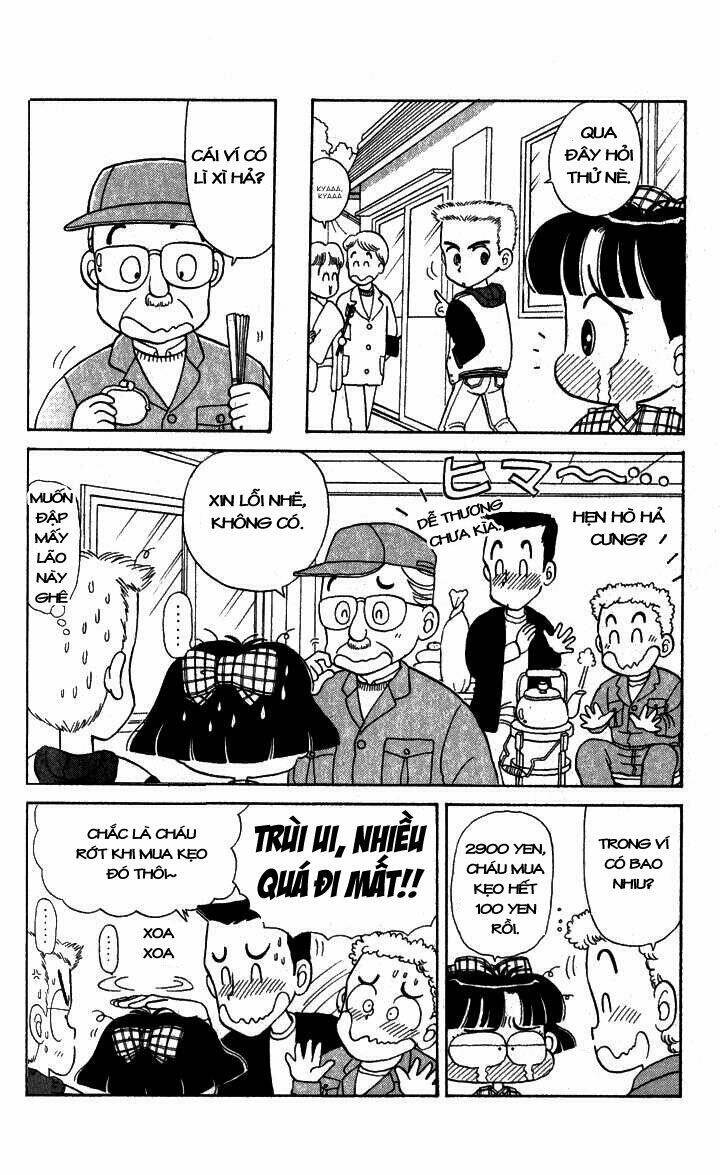 QUA
ĐÂY HỎI
THỬ NÈ.
KYAAA,
KYAAA
CÁI VÍ CÓ
LÌ XÌ HẢ?
ヒマ〜...
HẸN HÒ HẢ
CƯNG?
DỄ THƯƠNG
CHƯA KÌA.
XIN LỖI NHÉ,
KHÔNG CÓ.
....
MUỐN
ĐẬP
MẤY
LÃO
NÀY
GHÊ
TRONG VÍ
CÓ BAO
NHIU?
2900 YEN,
CHÁU MUA
KẸO HẾT
100 YEN
RỒI.
TRÙI UI, NHIỀU
QUÁ ĐI MẤT!!
CHẮC LÀ CHÁU
RỚT KHI MUA KẸO
ĐÓ THÔI~
XOA
XOA
....
....